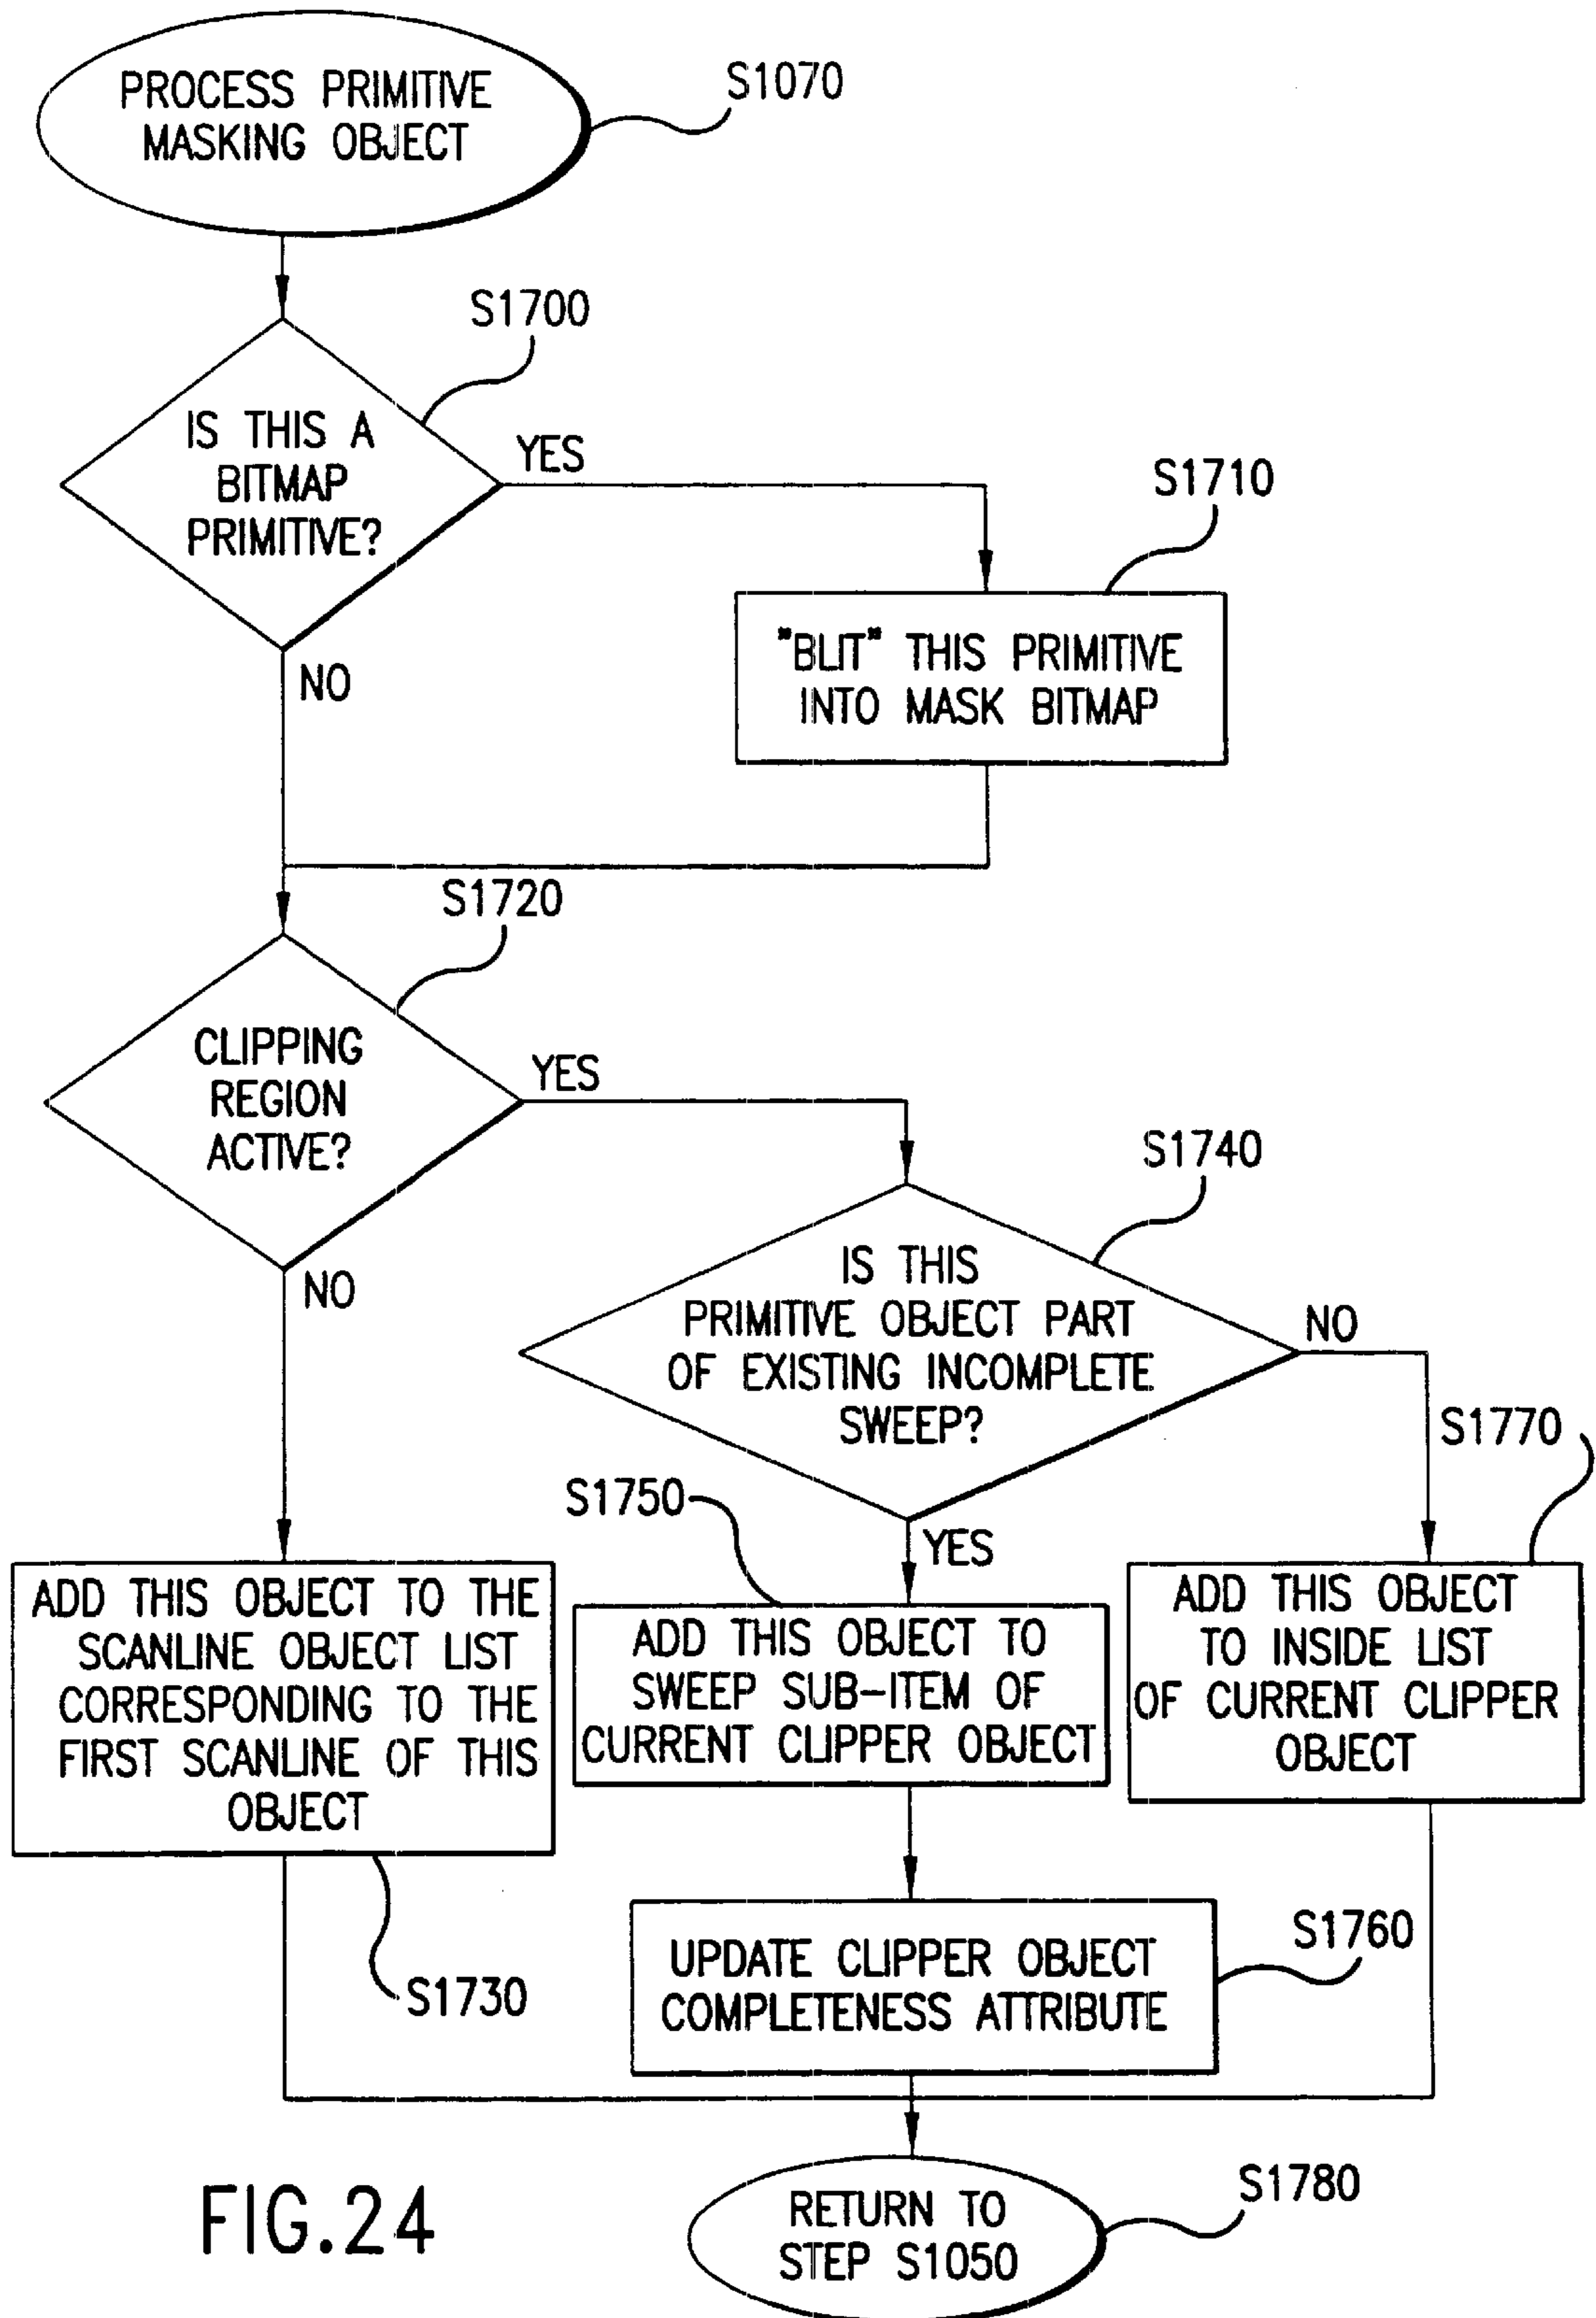 PROCESS PRIMITIVE
MASKING OBJECT
S1070
S1700
IS THIS A
BITMAP
PRIMITIVE?
YES
NO
S1710
"BLIT" THIS PRIMITIVE
INTO MASK BITMAP
S1720
CLIPPING
REGION
ACTIVE?
YES
NO
S1740
IS THIS
PRIMITIVE OBJECT PART
OF EXISTING INCOMPLETE
SWEEP?
NO
YES
S1770
S1750
ADD THIS OBJECT TO THE
SCANLINE OBJECT LIST
CORRESPONDING TO THE
FIRST SCANLINE OF THIS
OBJECT
S1730
ADD THIS OBJECT TO
SWEEP SUB-ITEM OF
CURRENT CLIPPER OBJECT
ADD THIS OBJECT
TO INSIDE LIST
OF CURRENT CLIPPER
OBJECT
UPDATE CLIPPER OBJECT
COMPLETENESS ATTRIBUTE
S1760
RETURN TO
STEP S1050
S1780
FIG.24